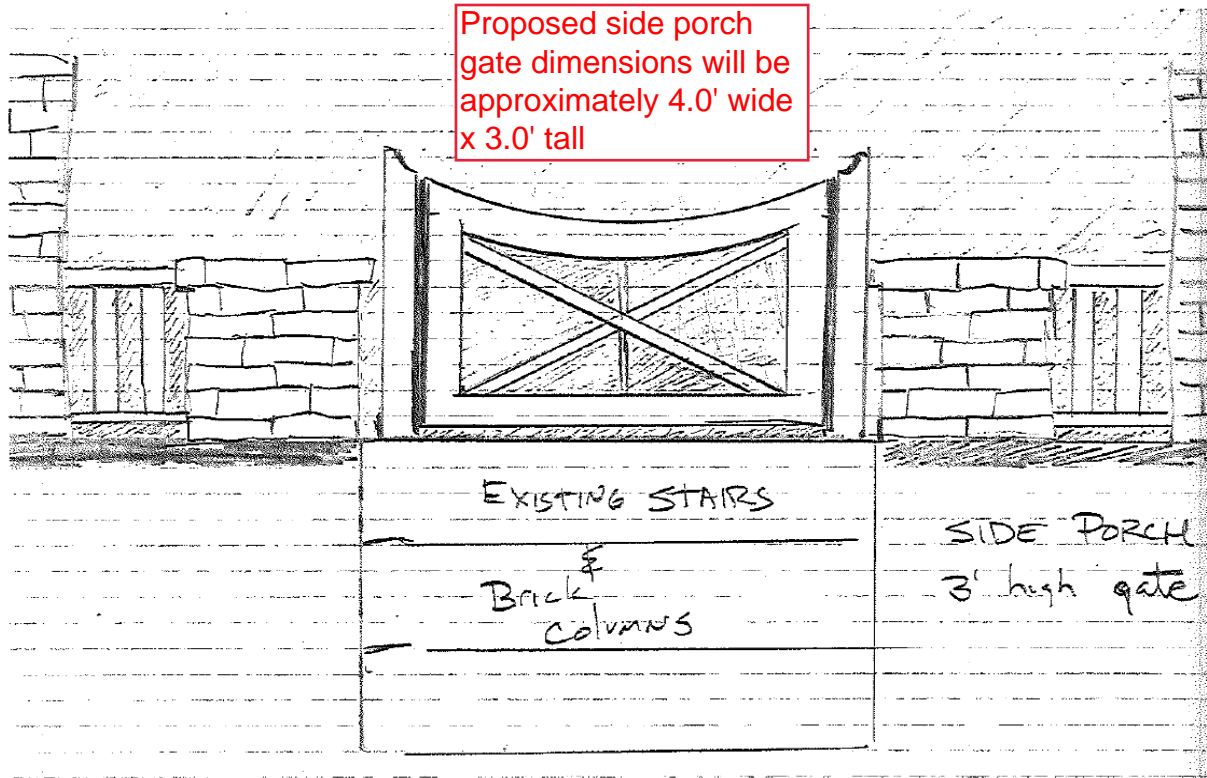 Proposed side porch
gate dimensions will be
approximately 4.0' wide
x 3.0' tall
EXISTING STAIRS
&
Brick
COLUMNS
SIDE PORCH
3' high gate